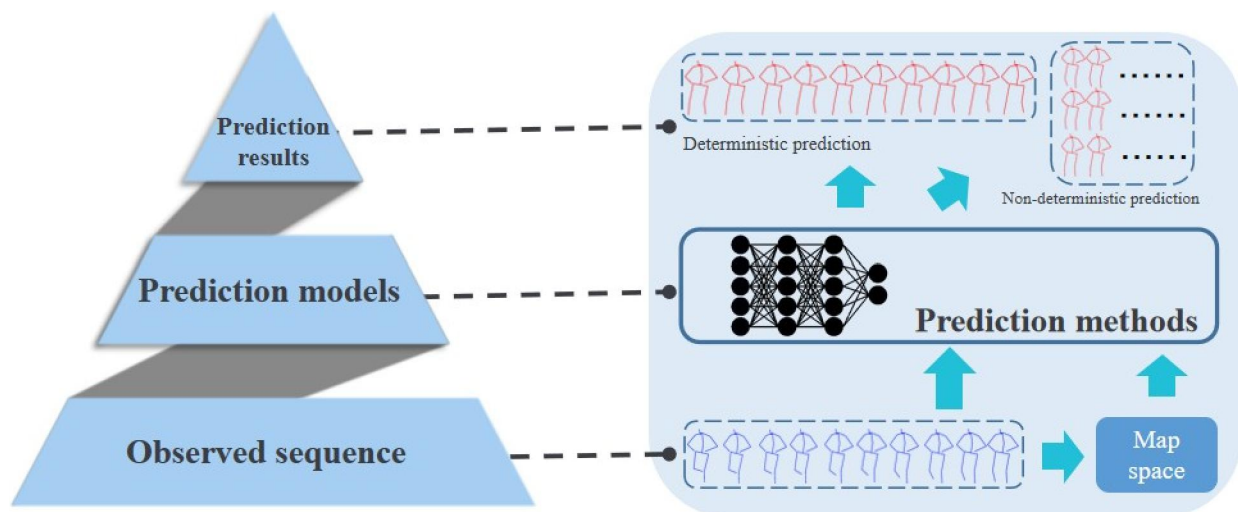 Prediction
results
Deterministic prediction
Non-deterministic prediction
Prediction models
Prediction methods
Observed sequence
Map
space